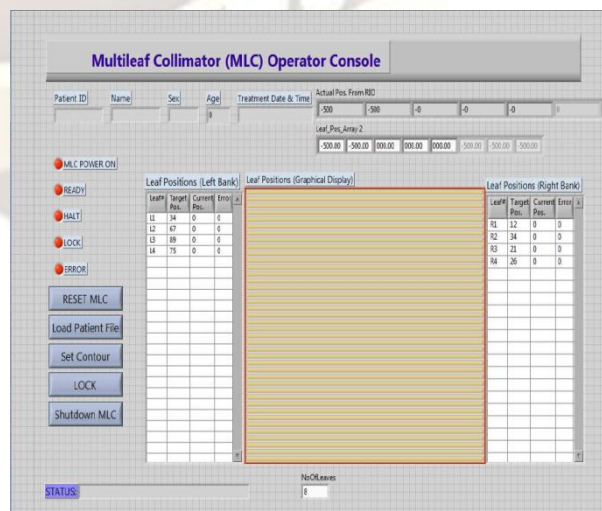 Multileaf Collimator (MLC) Operator Console
Patient ID Name Sex Age Treatment Date & Time
0
Actual Pos. From RIO
-500 -500 -0 -0 -0 0
Leaf_Pos_Array 2
-500.00 -500.00 000.00 000.00 000.00 -500.00 -500.00 -500.00
MLC POWER ON
READY
HALT
LOCK
ERROR
RESET MLC
Load Patient File
Set Contour
LOCK
Shutdown MLC
Leaf Positions (Left Bank)
Leaf# Target Pos. Current Pos. Error
L1 34 0 0
L2 67 0 0
L3 89 0 0
L4 75 0 0
Leaf Positions (Graphical Display)
Leaf Positions (Right Bank)
Leaf# Target Pos. Current Pos. Error
R1 12 0 0
R2 34 0 0
R3 21 0 0
R4 26 0 0
NoOfLeaves
8
STATUS: